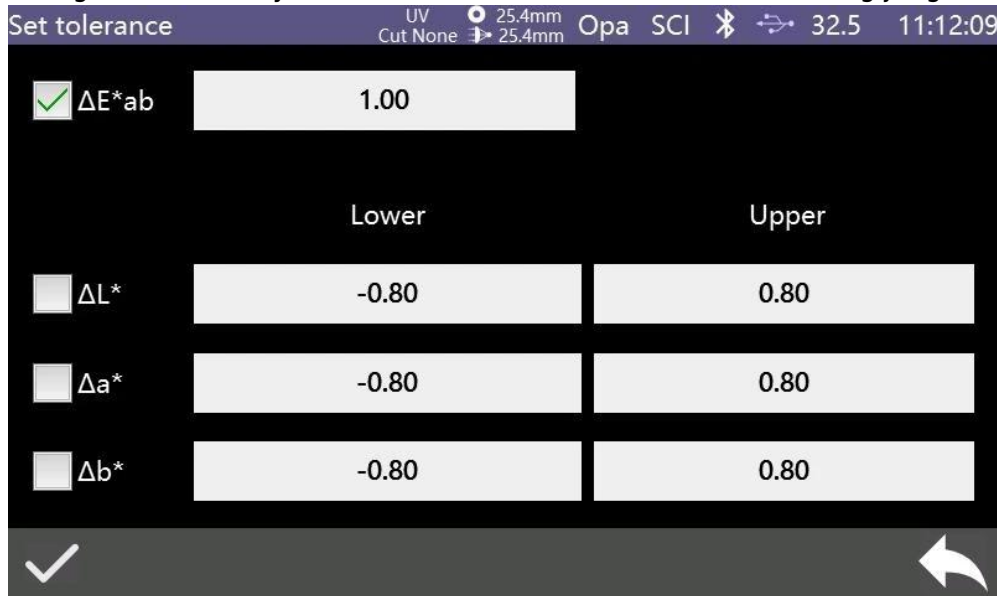 Set tolerance UV Cut None 25.4mm 25.4mm Opa SCI 32.5 11:12:09
ΔE*ab 1.00
Lower Upper
ΔL* -0.80 0.80
Δa* -0.80 0.80
Δb* -0.80 0.80